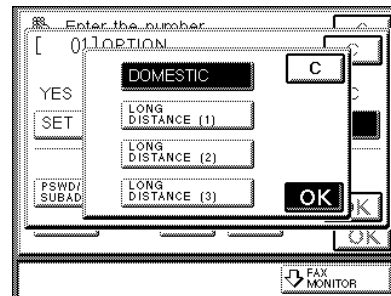 Enter the number
[ 01]OPTION
C
DOMESTIC
C
YES
LONG
DISTANCE (1)
SET
LONG
DISTANCE (2)
PSWD/
SUBAD
LONG
DISTANCE (3)
OK
OK
OK
FAX
MONITOR